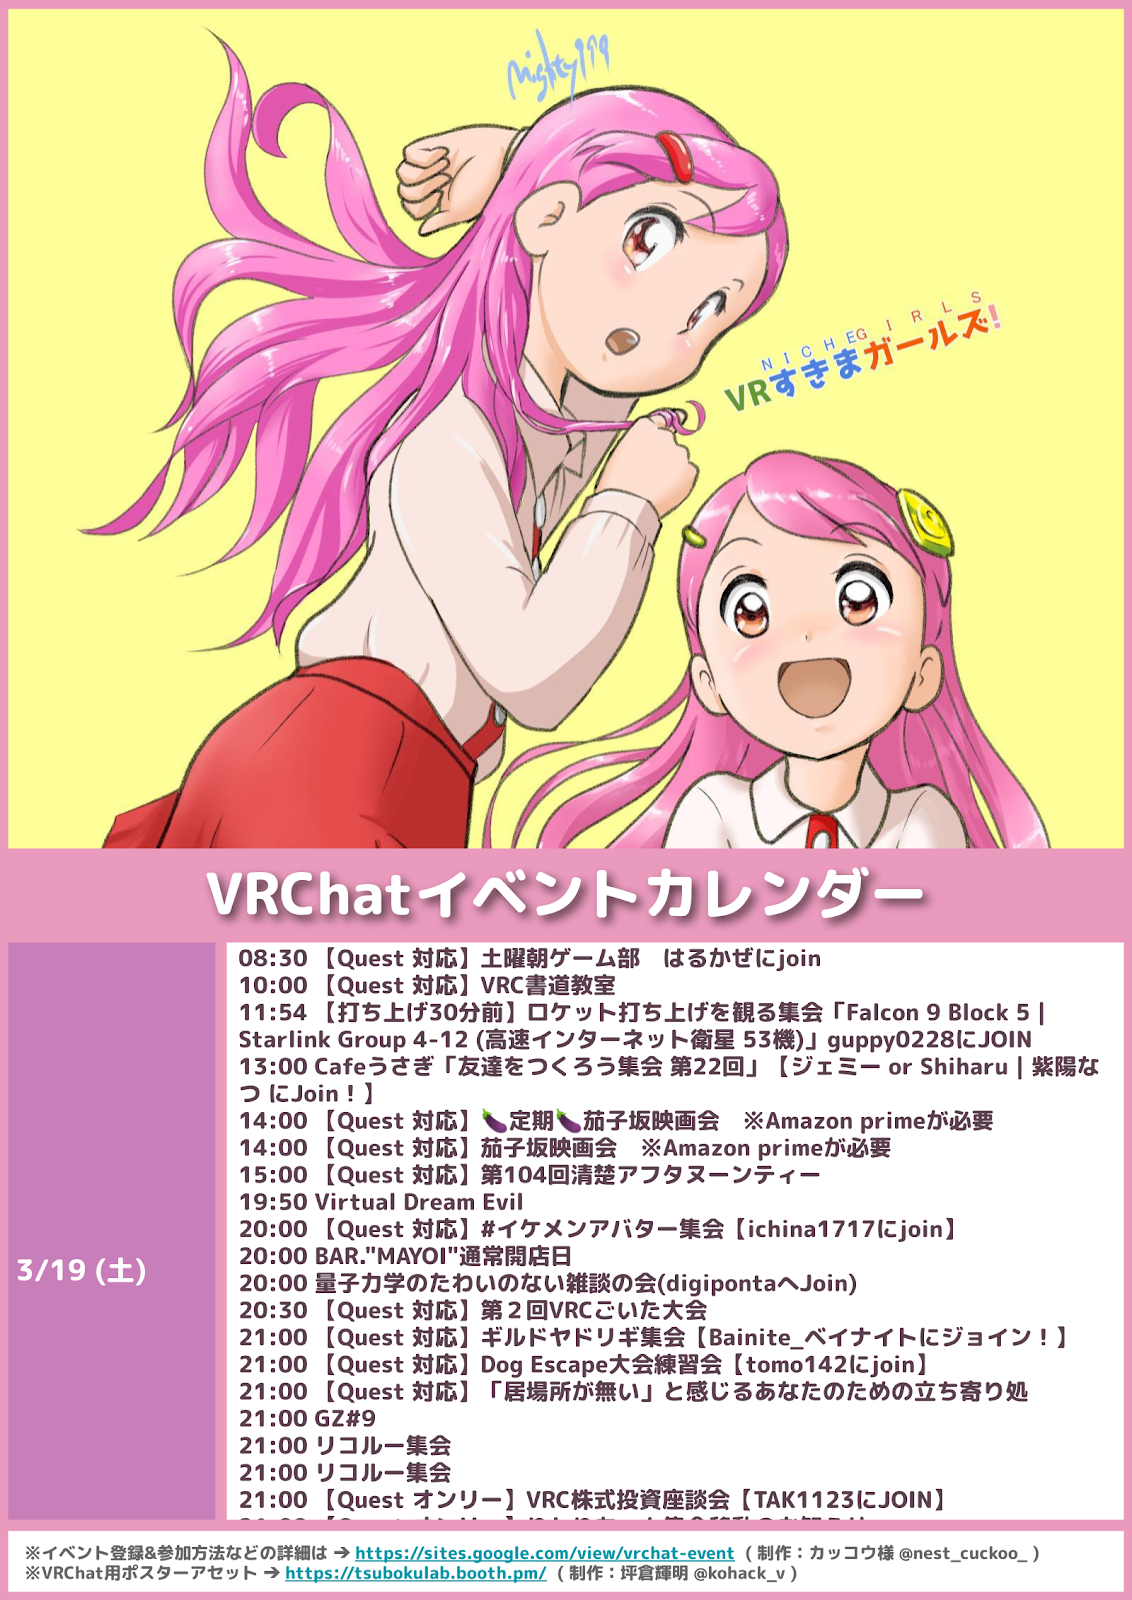 mighty199
NICHE GIRLS
VRすきまガールズ!
VRChatイベントカレンダー
3/19 (土)
08:30 【Quest 対応】土曜朝ゲーム部　はるかぜにjoin
10:00 【Quest 対応】VRC書道教室
11:54 【打ち上げ30分前】ロケット打ち上げを観る集会「Falcon 9 Block 5 |
Starlink Group 4-12 (高速インターネット衛星 53機)」guppy0228にJOIN
13:00 Cafeうさぎ「友達をつくろう集会 第22回」【ジェミー or Shiharu | 紫陽な
つ にJoin！】
14:00 【Quest 対応】🍆定期🍆茄子坂映画会　※Amazon primeが必要
14:00 【Quest 対応】茄子坂映画会　※Amazon primeが必要
15:00 【Quest 対応】第104回清楚アフタヌーンティー
19:50 Virtual Dream Evil
20:00 【Quest 対応】#イケメンアバター集会【ichina1717にjoin】
20:00 BAR."MAYOI"通常開店日
20:00 量子力学のたわいのない雑談の会(digipontaへJoin)
20:30 【Quest 対応】第２回VRCごいた大会
21:00 【Quest 対応】ギルドヤドリギ集会【Bainite_ベイナイトにジョイン！】
21:00 【Quest 対応】Dog Escape大会練習会【tomo142にjoin】
21:00 【Quest 対応】「居場所が無い」と感じるあなたのための立ち寄り処
21:00 GZ#9
21:00 リコルー集会
21:00 リコルー集会
21:00 【Quest オンリー】VRC株式投資座談会【TAK1123にJOIN】
※イベント登録&参加方法などの詳細は ➔ https://sites.google.com/view/vrchat-event （ 制作：カッコウ様 @nest_cuckoo_ ）
※VRChat用ポスターアセット ➔ https://tsubokulab.booth.pm/ （ 制作：坪倉輝明 @kohack_v ）